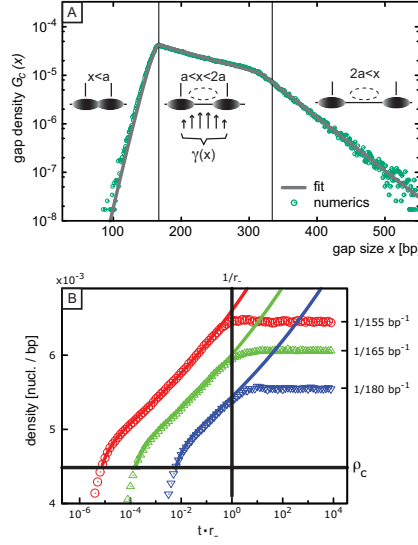 A
gap density G_c (x)
10^-4
10^-5
10^-6
10^-7
10^-8
x<a
a<x<2a
2a<x
γ(x)
fit
numerics
100 200 300 400 500
gap size x [bp
B
1/r_-
x10^-3
density [nucl. / bp]
6
5
4
1/155 bp^-1
1/165 bp^-1
1/180 bp^-1
ρ_c
10^-6 10^-4 10^-2 10^0 10^2 10^4
t·r_-